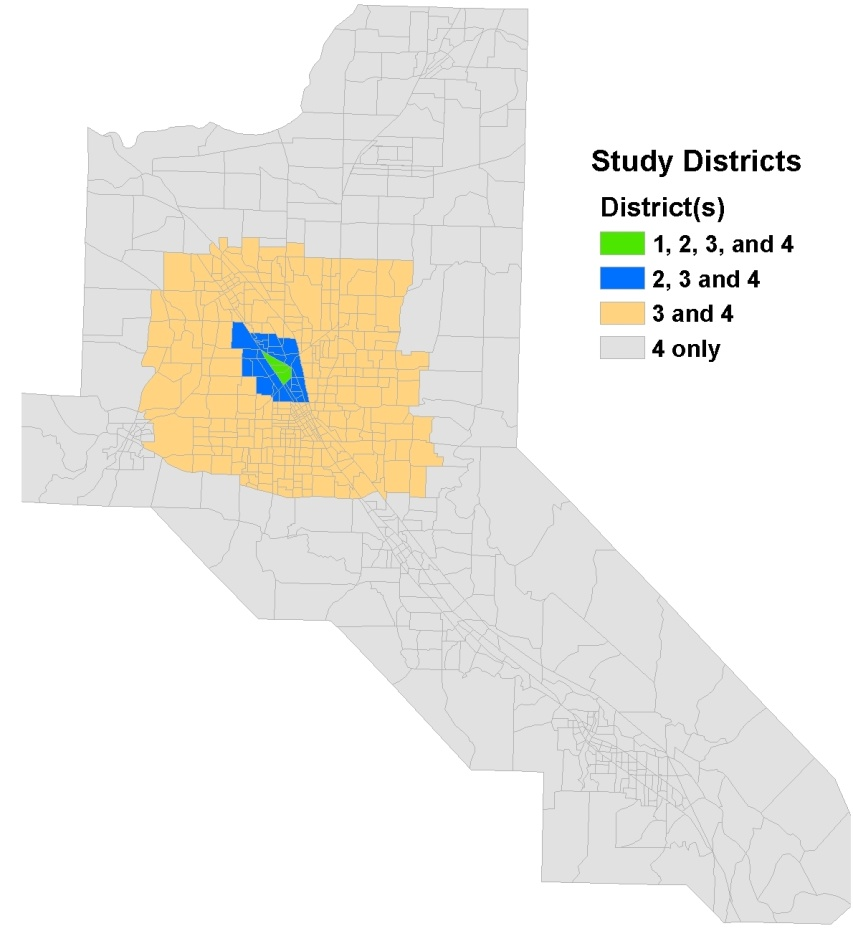 Study Districts
District(s)
1, 2, 3, and 4
2, 3 and 4
3 and 4
4 only